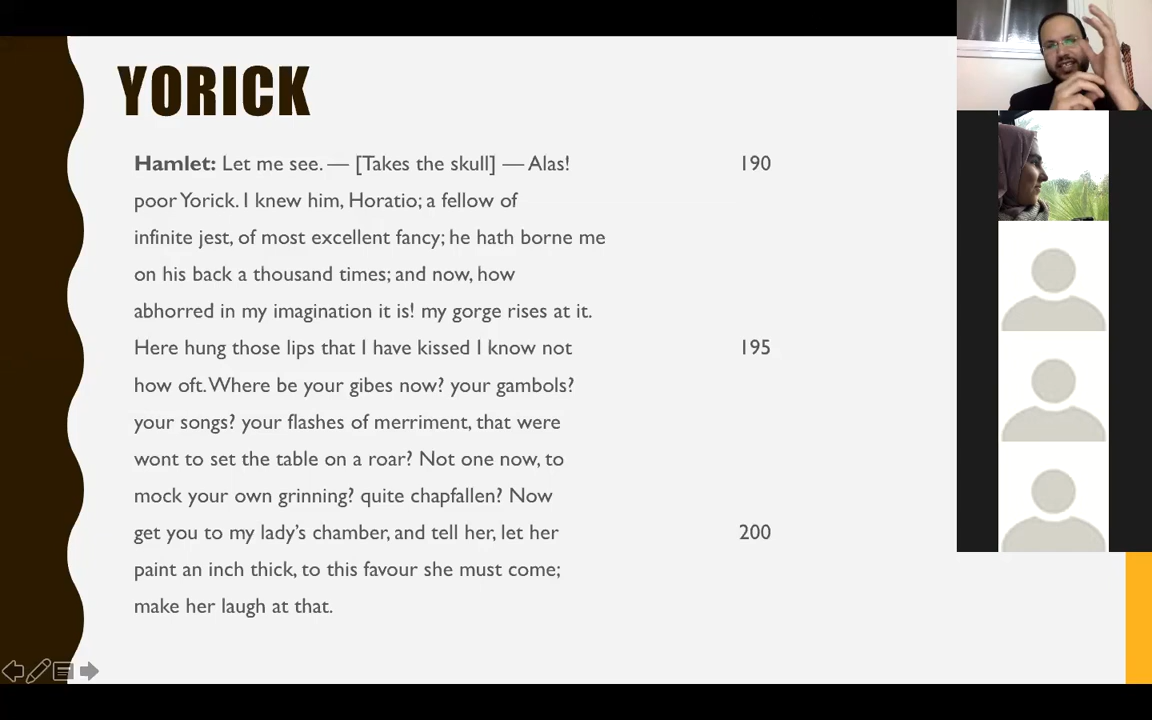 YORICK
Hamlet: Let me see. — [Takes the skull] — Alas! 190
poor Yorick. I knew him, Horatio; a fellow of
infinite jest, of most excellent fancy; he hath borne me
on his back a thousand times; and now, how
abhorred in my imagination it is! my gorge rises at it.
Here hung those lips that I have kissed I know not 195
how oft. Where be your gibes now? your gambols?
your songs? your flashes of merriment, that were
wont to set the table on a roar? Not one now, to
mock your own grinning? quite chapfallen? Now
get you to my lady’s chamber, and tell her, let her 200
paint an inch thick, to this favour she must come;
make her laugh at that.